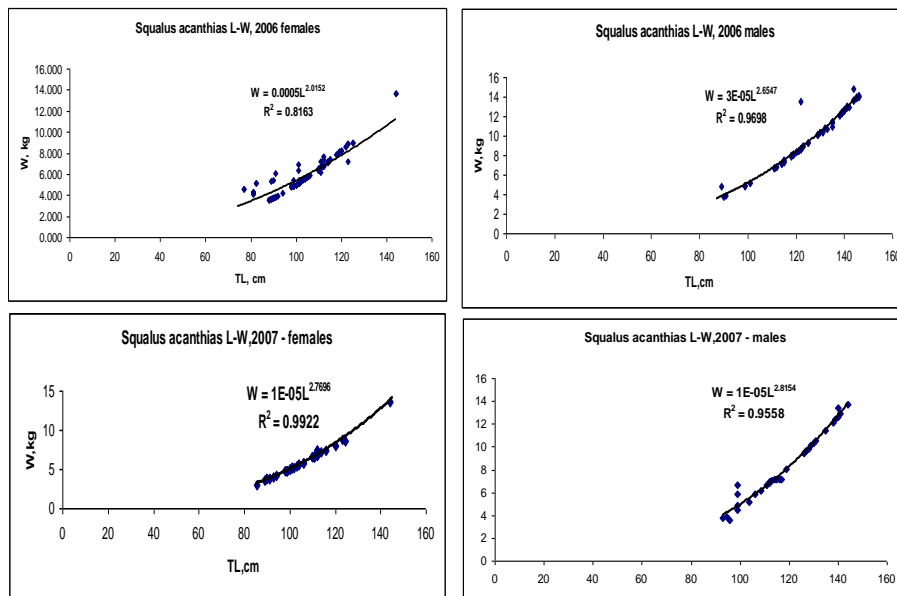 Squalus acanthias L-W, 2006 females
W = 0.0005L^2.0152
R² = 0.8163
W, kg
16.000
14.000
12.000
10.000
8.000
6.000
4.000
2.000
0.000
0 20 40 60 80 100 120 140 160
TL, cm
Squalus acanthias L-W, 2006 males
W = 3E-05L^2.6547
R² = 0.9698
W, kg
16
14
12
10
8
6
4
2
0
0 20 40 60 80 100 120 140 160
TL, cm
Squalus acanthias L-W,2007 - females
W = 1E-05L^2.7696
R² = 0.9922
W,kg
15
10
5
0
0 20 40 60 80 100 120 140 160
TL,cm
Squalus acanthias L-W,2007 - males
W = 1E-05L^2.8154
R² = 0.9558
16
14
12
10
8
6
4
2
0
0 20 40 60 80 100 120 140 160